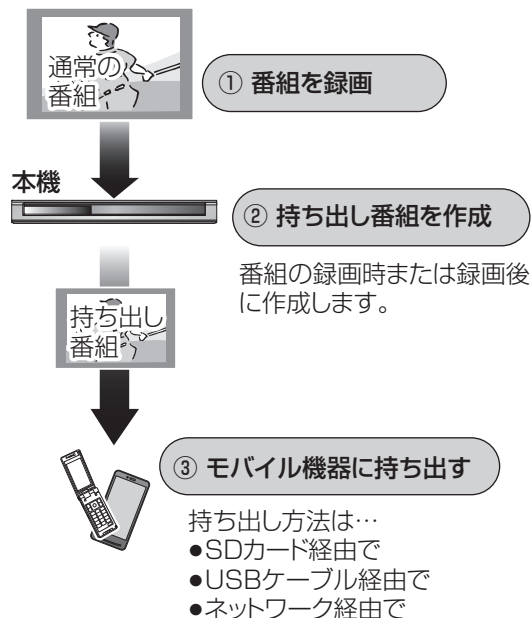 通常の
番組
① 番組を録画
本機
② 持ち出し番組を作成
番組の録画時または録画後
に作成します。
持ち出し
番組
③ モバイル機器に持ち出す
持ち出し方法は…
●SDカード経由で
●USBケーブル経由で
●ネットワーク経由で